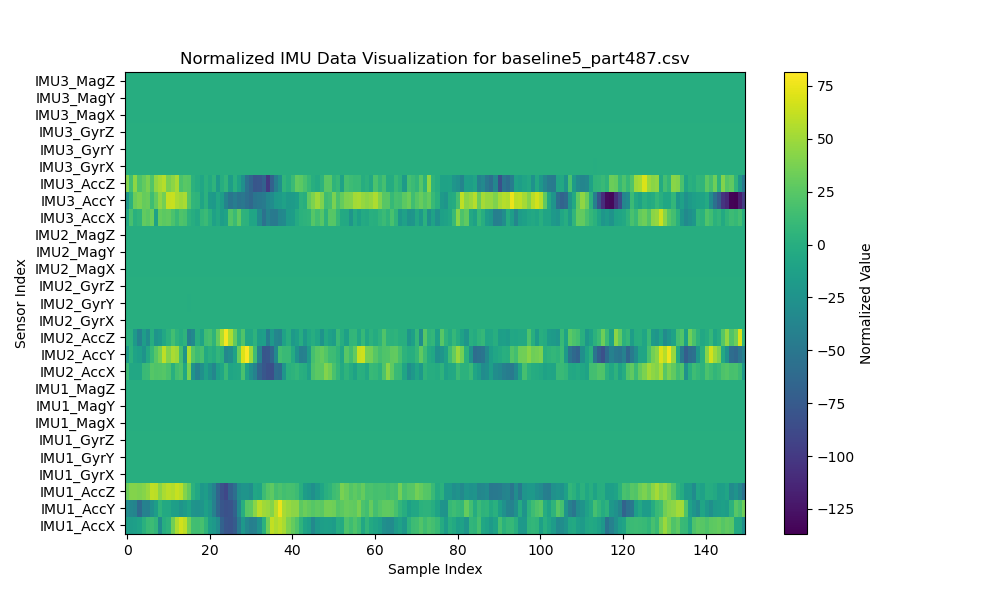 Normalized IMU Data Visualization for baseline5_part487.csv
IMU3_MagZ
IMU3_MagY
IMU3_MagX
IMU3_GyrZ
IMU3_GyrY
IMU3_GyrX
IMU3_AccZ
IMU3_AccY
IMU3_AccX
IMU2_MagZ
IMU2_MagY
IMU2_MagX
IMU2_GyrZ
IMU2_GyrY
IMU2_GyrX
IMU2_AccZ
IMU2_AccY
IMU2_AccX
IMU1_MagZ
IMU1_MagY
IMU1_MagX
IMU1_GyrZ
IMU1_GyrY
IMU1_GyrX
IMU1_AccZ
IMU1_AccY
IMU1_AccX
Sensor Index
0 20 40 60 80 100 120 140
Sample Index
75
50
25
0
−25
−50
−75
−100
−125
Normalized Value